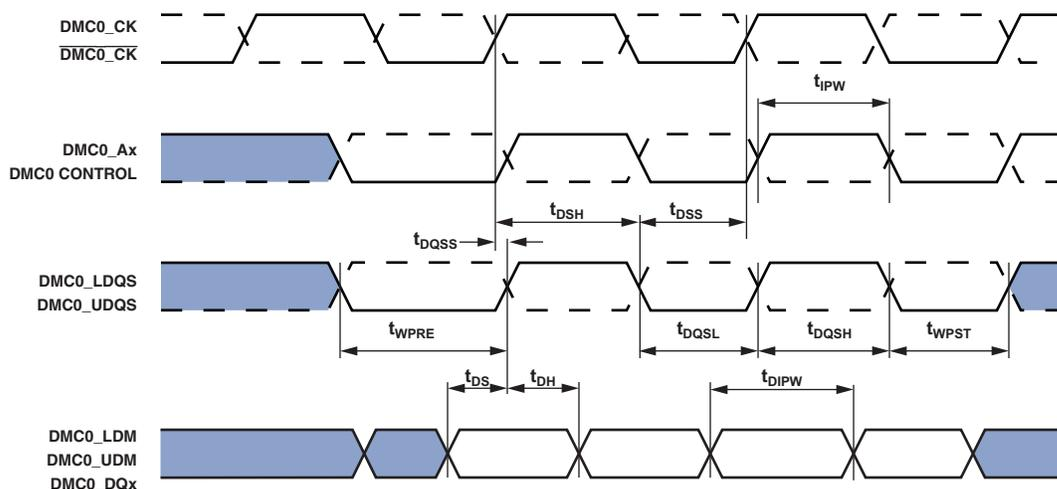 DMC0_CK
DMC0_CK
tIPW
DMC0_Ax
DMC0 CONTROL
tDSH
tDSS
tDQSS
DMC0_LDQS
DMC0_UDQS
tWPRE
tDQSL
tDQSH
tWPST
tDS
tDH
tDIPW
DMC0_LDM
DMC0_UDM
DMC0_DQx